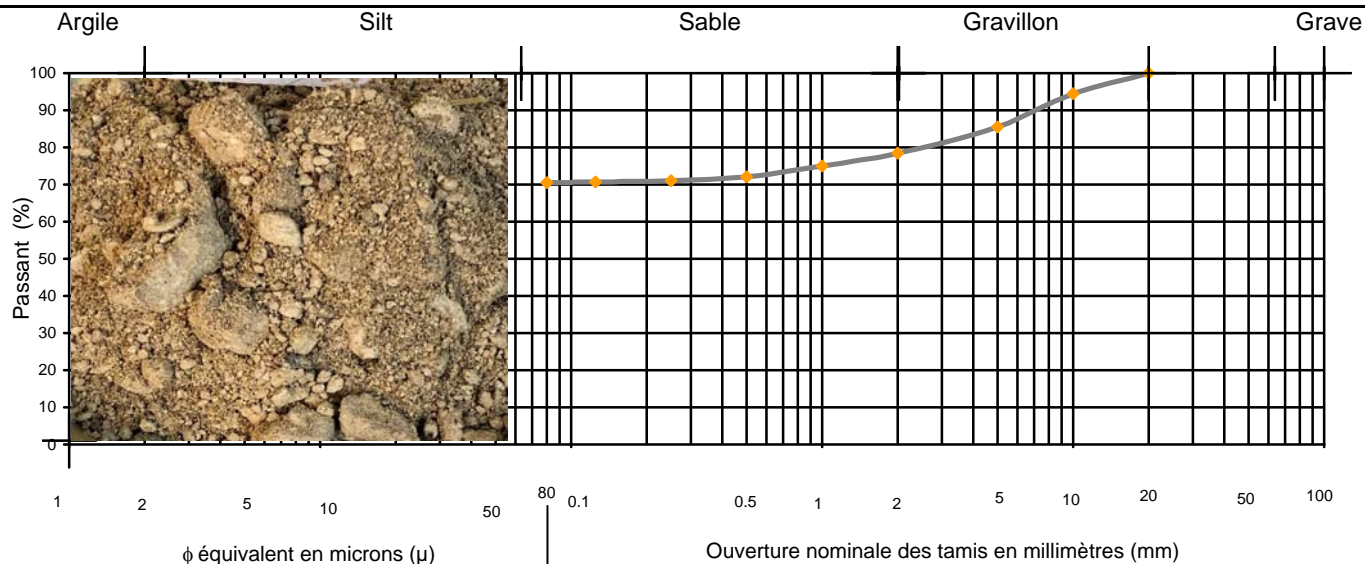 Argile Silt Sable Gravillon Grave
100
90
80
70
60
50
40
30
20
10
0
Passant (%)
1 2 5 10 50 80 0.1 0.5 1 2 5 10 20 50 100
ϕ équivalent en microns (µ)
Ouverture nominale des tamis en millimètres (mm)